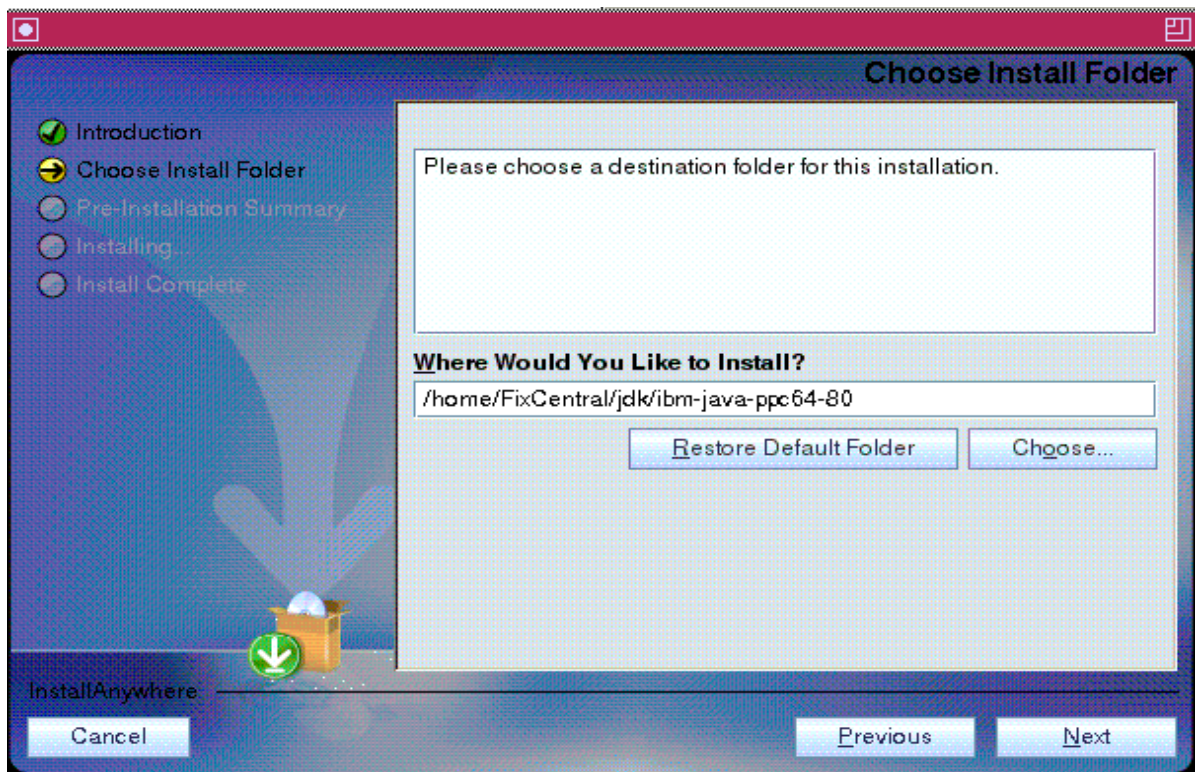 Choose Install Folder
Introduction
Choose Install Folder
Pre-Installation Summary
Installing...
Install Complete
Please choose a destination folder for this installation.
Where Would You Like to Install?
/home/FixCentral/jdk/ibm-java-ppc64-80
Restore Default Folder
Choose...
InstallAnywhere
Cancel
Previous
Next